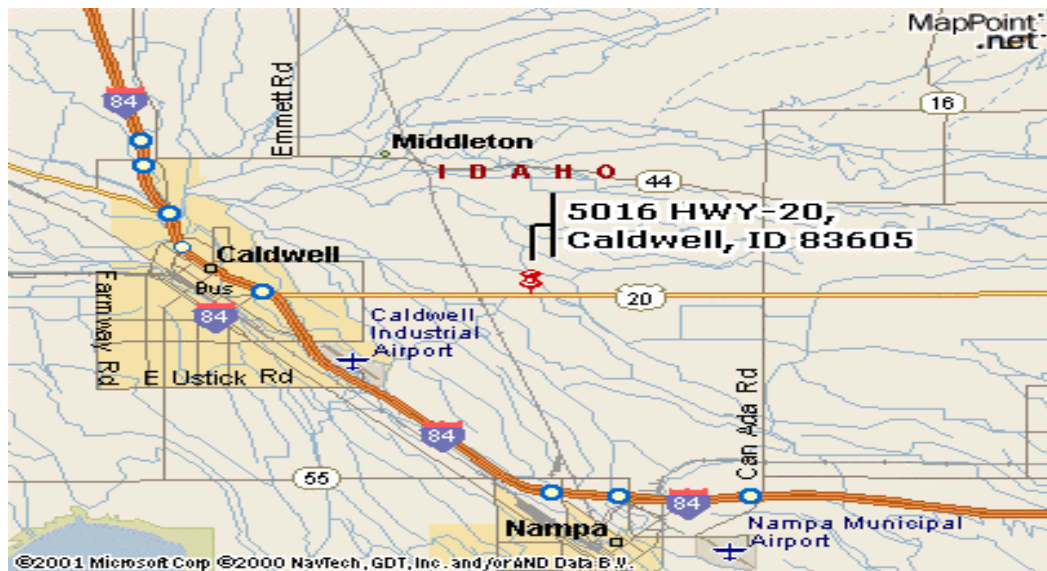 MapPoint
.net
84
Emmett Rd
16
Middleton
IDAHO
44
5016 HWY-20,
Caldwell, ID 83605
Caldwell
Bus
20
84
Farmway Rd
Caldwell
Industrial
Airport
E Ustick Rd
Can Ada Rd
84
55
84
Nampa
Nampa Municipal
Airport
©2001 Microsoft Corp ©2000 NavTech, GDT, Inc. and/or AND Data B.V.